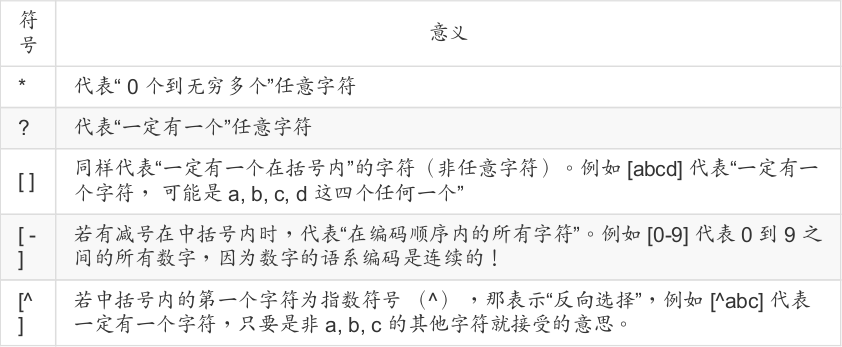 符号 意义
* 代表“ 0 个到无穷多个”任意字符
? 代表“一定有一个”任意字符
[ ] 同样代表“一定有一个在括号内”的字符（非任意字符）。例如 [abcd] 代表“一定有一
个字符， 可能是 a, b, c, d 这四个任何一个”
[ - ] 若有减号在中括号内时，代表“在编码顺序内的所有字符”。例如 [0-9] 代表 0 到 9 之
间的所有数字，因为数字的语系编码是连续的！
[^ ] 若中括号内的第一个字符为指数符号 （^） ，那表示“反向选择”，例如 [^abc] 代表
一定有一个字符，只要是非 a, b, c 的其他字符就接受的意思。